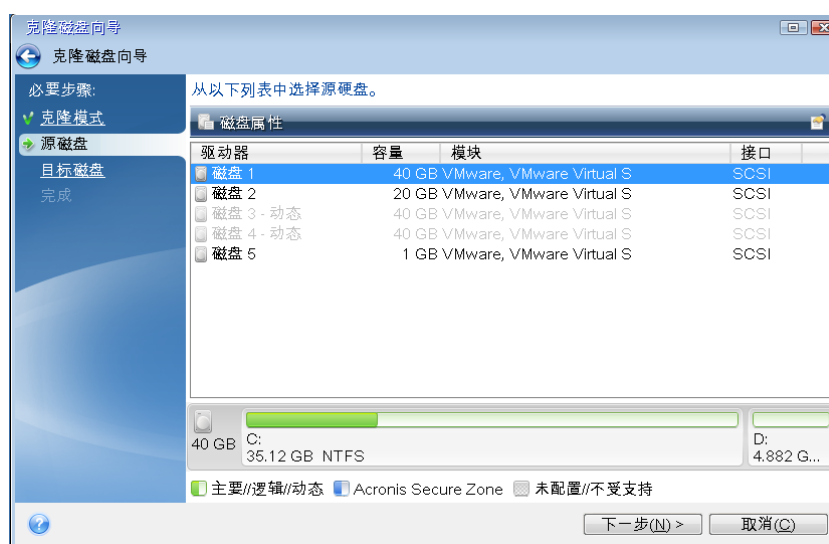 克隆磁盘向导
克隆磁盘向导
必要步骤:
克隆模式
源磁盘
目标磁盘
完成
从以下列表中选择源硬盘。
磁盘属性
驱动器 容量 模块 接口
磁盘 1 40 GB VMware, VMware Virtual S SCSI
磁盘 2 20 GB VMware, VMware Virtual S SCSI
磁盘 3 - 动态 40 GB VMware, VMware Virtual S SCSI
磁盘 4 - 动态 40 GB VMware, VMware Virtual S SCSI
磁盘 5 1 GB VMware, VMware Virtual S SCSI
40 GB
C:
35.12 GB NTFS
D:
4.882 G...
主要//逻辑//动态 Acronis Secure Zone 未配置//不受支持
下一步(N) > 取消(C)